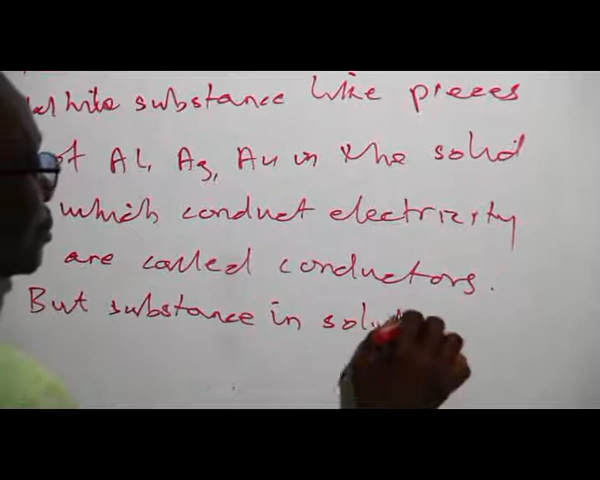 While substance like pieces
of Al, Ag, Au in the solid
which conduct electricity
are called conductors.
But substance in solu